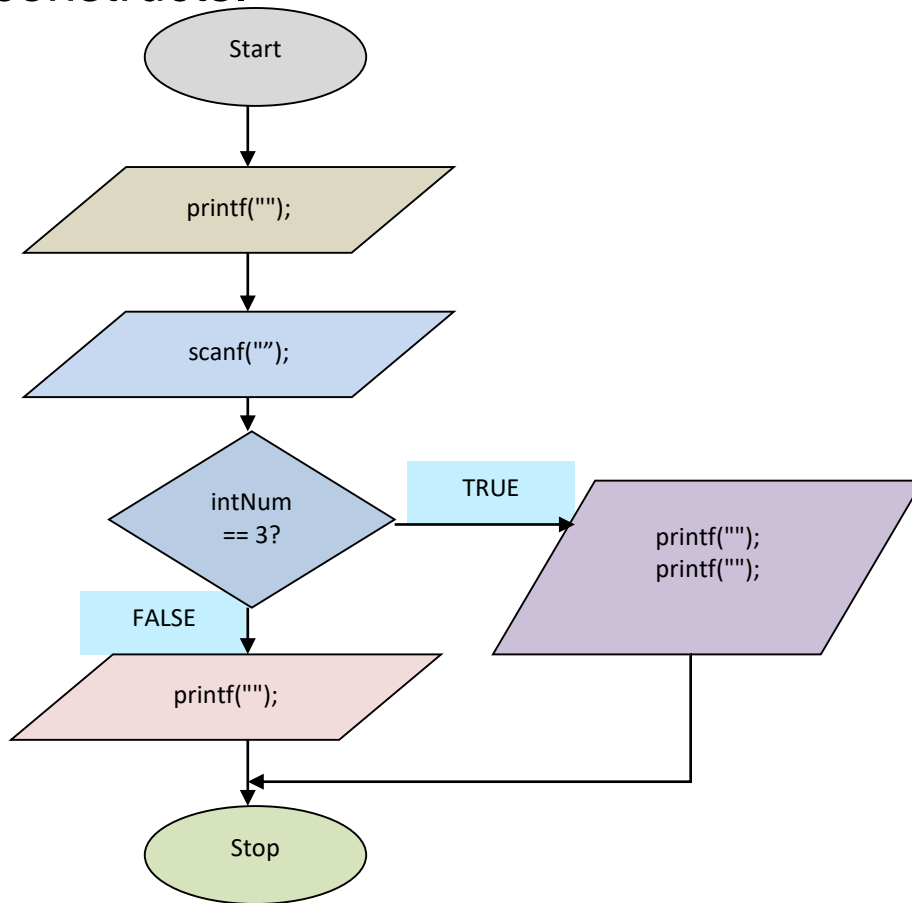 Start
printf("");
scanf("”);
intNum
== 3?
TRUE
printf("");
printf("");
FALSE
printf("");
Stop